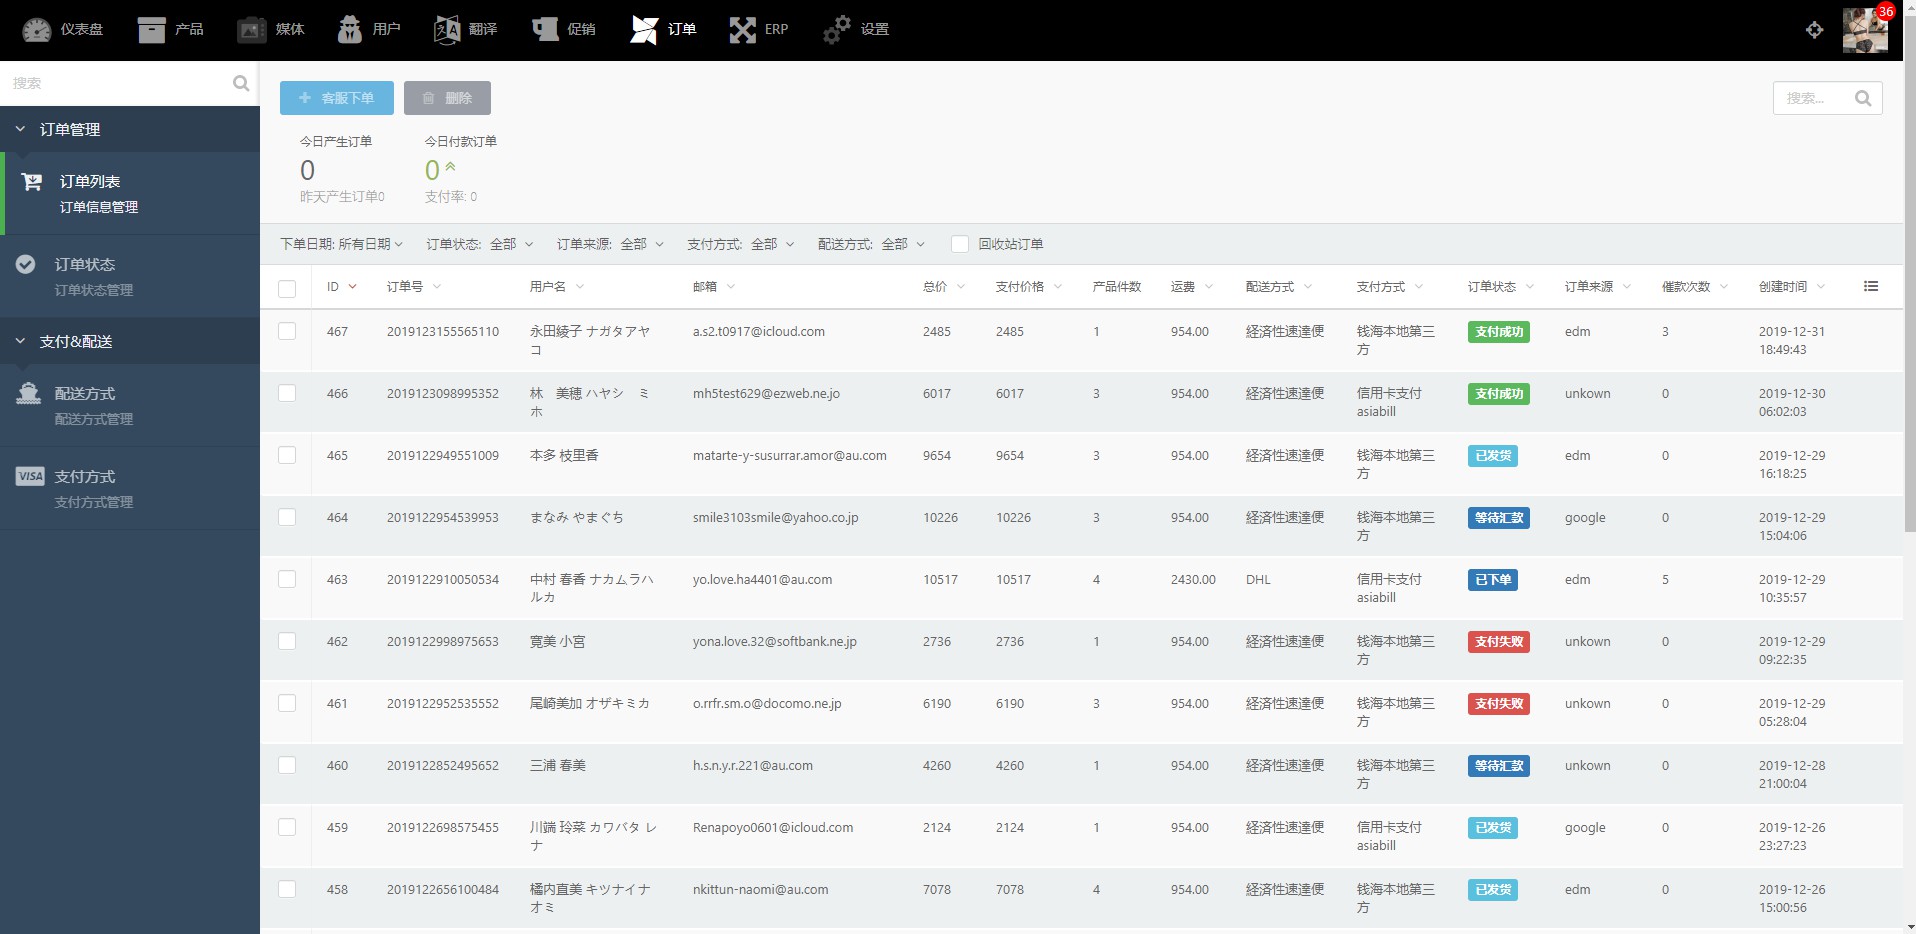 仪表盘 产品 媒体 用户 翻译 促销 订单 ERP 设置 36
搜索
订单管理
订单列表
订单信息管理
订单状态
订单状态管理
支付&配送
配送方式
配送方式管理
VISA 支付方式
支付方式管理
客服下单 删除 搜索...
今日产生订单 今日付款订单
0 0
昨天产生订单0 支付率: 0
下单日期: 所有日期 订单状态: 全部 订单来源: 全部 支付方式: 全部 配送方式: 全部 回收站订单
ID 订单号 用户名 邮箱 总价 支付价格 产品件数 运费 配送方式 支付方式 订单状态 订单来源 催款次数 创建时间
467 2019123155565110 永田綾子 ナガタアヤ a.s2.t0917@icloud.com 2485 2485 1 954.00 経済性速達便 钱海本地第三 支付成功 edm 3 2019-12-31
コ 方 18:49:43
466 2019123098995352 林　美穂 ハヤシ　ミ mh5test629@ezweb.ne.jo 6017 6017 3 954.00 経済性速達便 信用卡支付 支付成功 unkown 0 2019-12-30
ホ asiabill 06:02:03
465 2019122949551009 本多 枝里香 matarte-y-susurrar.amor@au.com 9654 9654 3 954.00 経済性速達便 钱海本地第三 已发货 edm 0 2019-12-29
方 16:18:25
464 2019122954539953 まなみ やまぐち smile3103smile@yahoo.co.jp 10226 10226 3 954.00 経済性速達便 钱海本地第三 等待汇款 google 0 2019-12-29
方 15:04:06
463 2019122910050534 中村 春香 ナカムラハ yo.love.ha4401@au.com 10517 10517 4 2430.00 DHL 信用卡支付 已下单 edm 5 2019-12-29
ルカ asiabill 10:35:57
462 2019122998975653 寛美 小宮 yona.love.32@softbank.ne.jp 2736 2736 1 954.00 経済性速達便 钱海本地第三 支付失败 unkown 0 2019-12-29
方 09:22:35
461 2019122952535552 尾崎美加 オザキミカ o.rrfr.sm.o@docomo.ne.jp 6190 6190 3 954.00 経済性速達便 钱海本地第三 支付失败 unkown 0 2019-12-29
方 05:28:04
460 2019122852495652 三浦 春美 h.s.n.y.r.221@au.com 4260 4260 1 954.00 経済性速達便 钱海本地第三 等待汇款 unkown 0 2019-12-28
方 21:00:04
459 2019122698575455 川端 玲菜 カワバタ レ Renapoyo0601@icloud.com 2124 2124 1 954.00 経済性速達便 信用卡支付 已发货 google 0 2019-12-26
ナ asiabill 23:27:23
458 2019122656100484 橘内直美 キツナイナ nkittun-naomi@au.com 7078 7078 4 954.00 経済性速達便 钱海本地第三 已发货 edm 0 2019-12-26
オミ 方 15:00:56